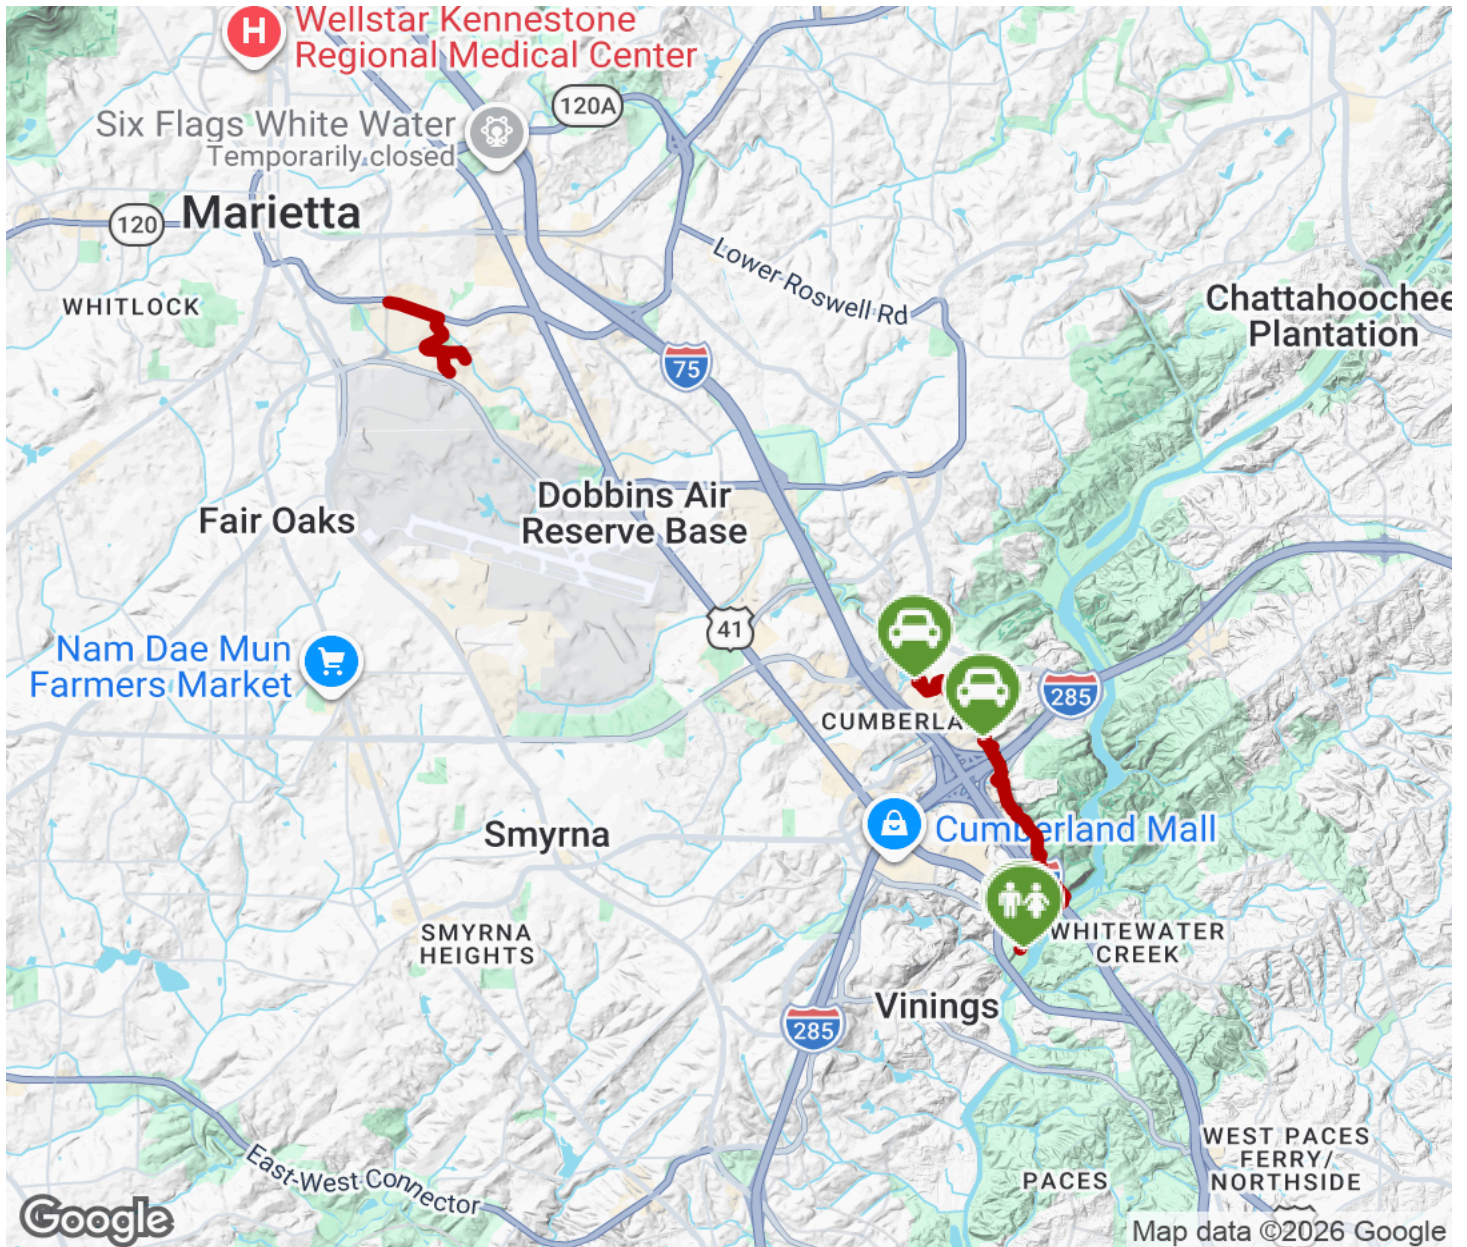 Wellstar Kennestone
Regional Medical Center
H
120A
Six Flags White Water
Temporarily closed
120
Marietta
Lower Roswell Rd
WHITLOCK
Chattahoochee
Plantation
75
Dobbins Air
Reserve Base
Fair Oaks
41
Nam Dae Mun
Farmers Market
285
CUMBERLA
Smyrna
Cumberland Mall
SMYRNA
HEIGHTS
WHITEWATER
CREEK
Vinings
285
East-West Connector
WEST PACES
FERRY/
NORTHSIDE
PACES
Google
Map data ©2026 Google